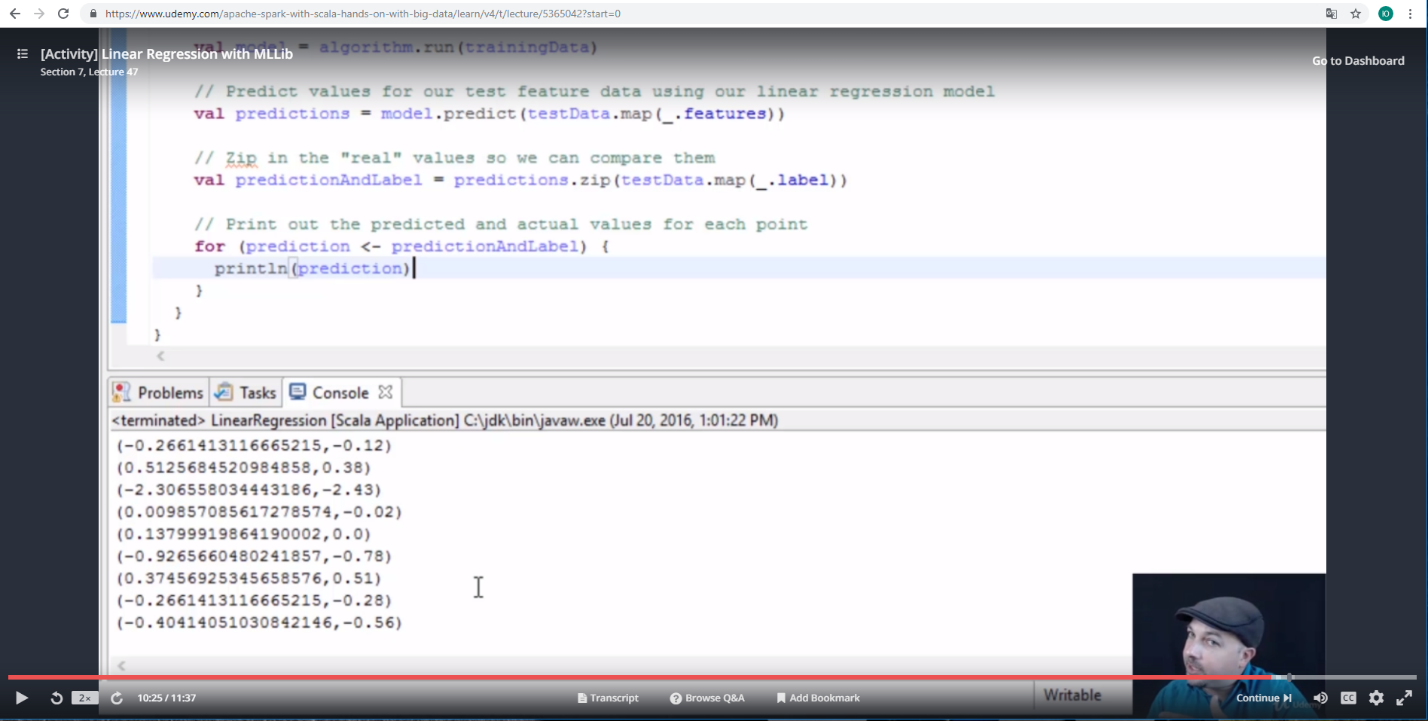 https://www.udemy.com/apache-spark-with-scala-hands-on-with-big-data/learn/v4/t/lecture/5365042?start=0
IO
val model = algorithm.run(trainingData)
[Activity] Linear Regression with MLLib
Section 7, Lecture 47
Go to Dashboard
// Predict values for our test feature data using our linear regression model
val predictions = model.predict(testData.map(_.features))
// Zip in the "real" values so we can compare them
val predictionAndLabel = predictions.zip(testData.map(_.label))
// Print out the predicted and actual values for each point
for (prediction <- predictionAndLabel) {
println(prediction)
}
}
}
Problems Tasks Console
<terminated> LinearRegression [Scala Application] C:\jdk\bin\javaw.exe (Jul 20, 2016, 1:01:22 PM)
(-0.2661413116665215,-0.12)
(0.5125684520984858,0.38)
(-2.306558034443186,-2.43)
(0.009857085617278574,-0.02)
(0.13799919864190002,0.0)
(-0.9265660480241857,-0.78)
(0.37456925345658576,0.51)
(-0.2661413116665215,-0.28)
(-0.40414051030842146,-0.56)
2× 10:25 / 11:37 Transcript Browse Q&A Add Bookmark Writable Continue CC